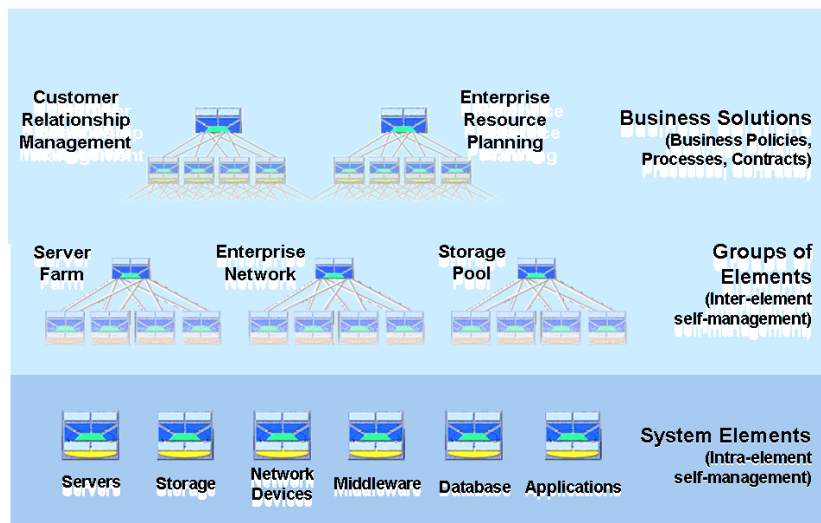 Customer
Relationship
Management
Enterprise
Resource
Planning
Business Solutions
(Business Policies,
Processes, Contracts)
Server
Farm
Enterprise
Network
Storage
Pool
Groups of
Elements
(Inter-element
self-management)
Servers
Storage
Network
Devices
Middleware
Database
Applications
System Elements
(Intra-element
self-management)